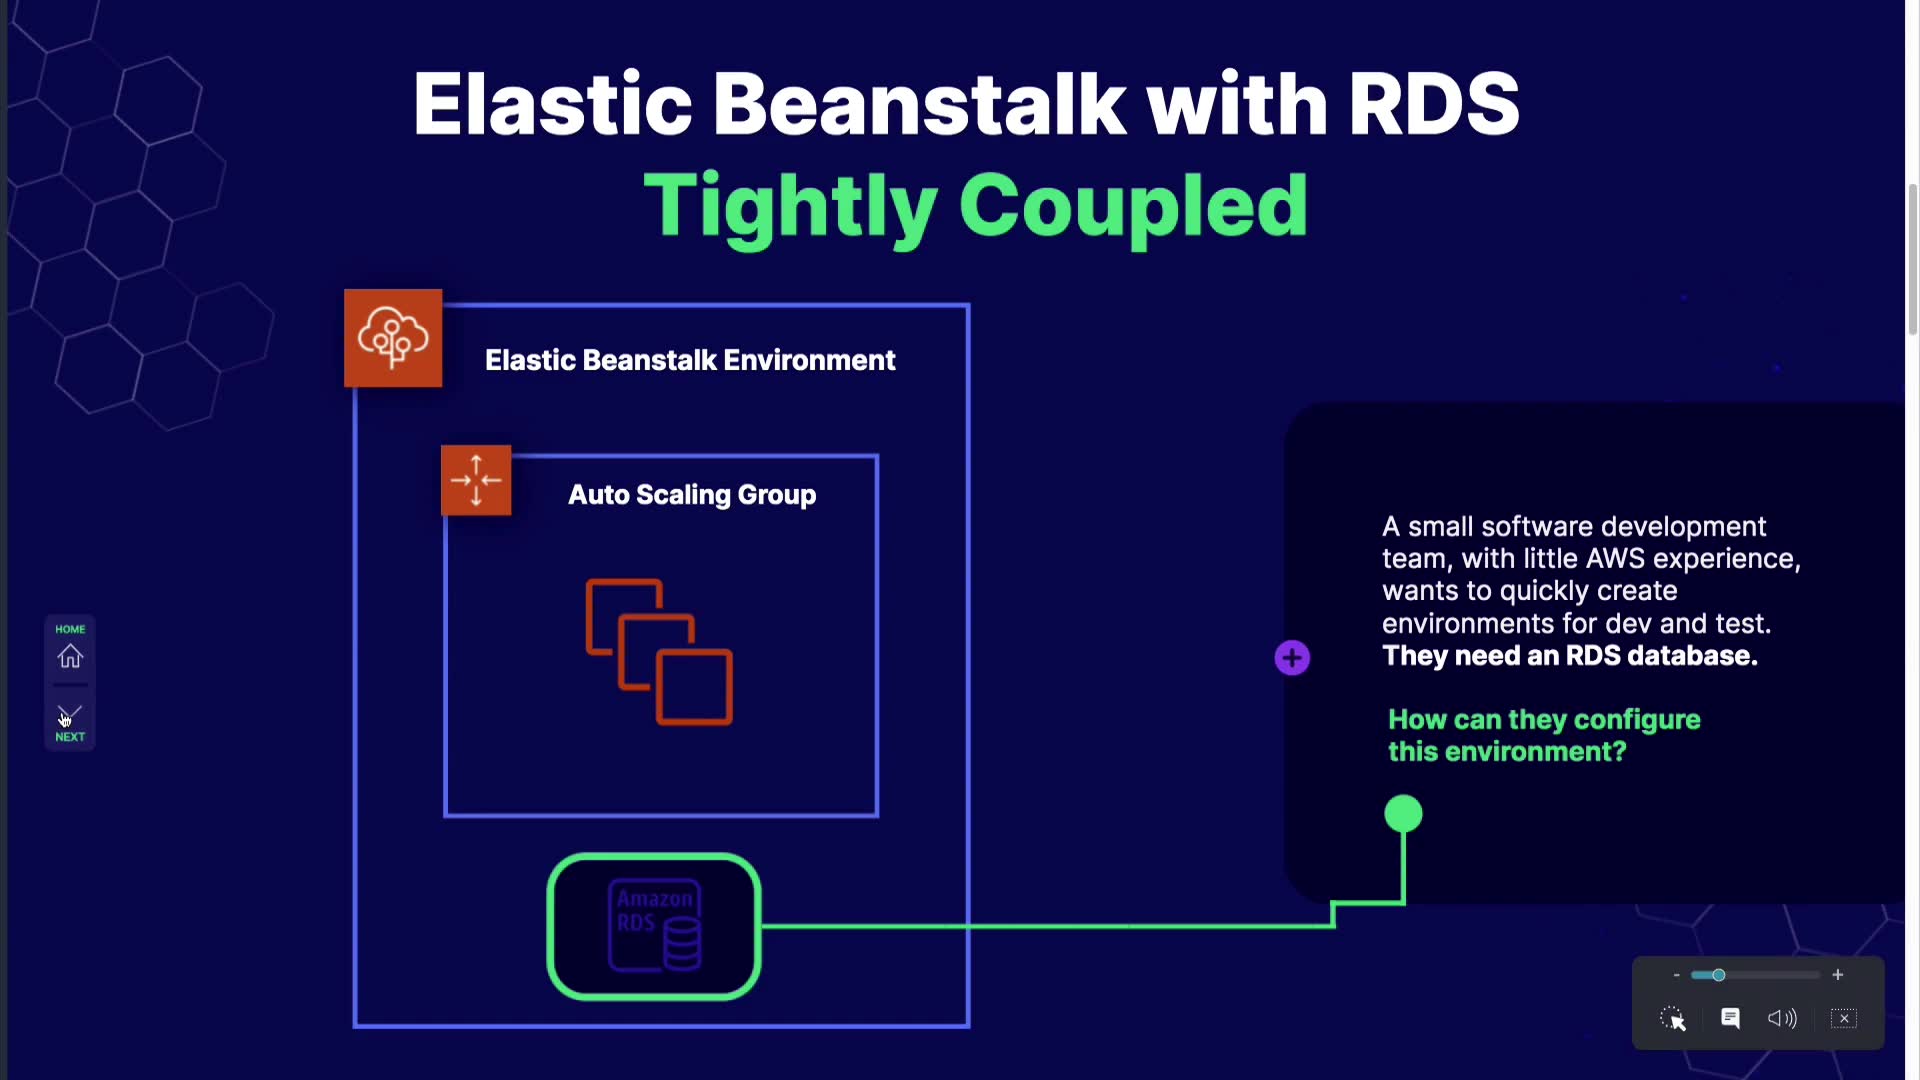 Elastic Beanstalk with RDS
Tightly Coupled
Elastic Beanstalk Environment
Auto Scaling Group
Amazon
RDS
A small software development
team, with little AWS experience,
wants to quickly create
environments for dev and test.
They need an RDS database.
How can they configure
this environment?
HOME
NEXT